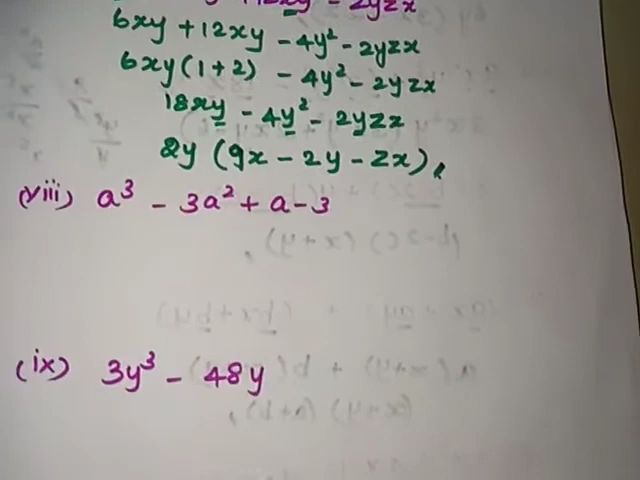 - 2yzx
6xy + 12xy - 4y² - 2yzx
6xy (1+2) - 4y² - 2yzx
18xy - 4y² - 2yzx
2y (9x - 2y - zx),
(viii) a³ - 3a² + a - 3
(ix) 3y³ - 48y